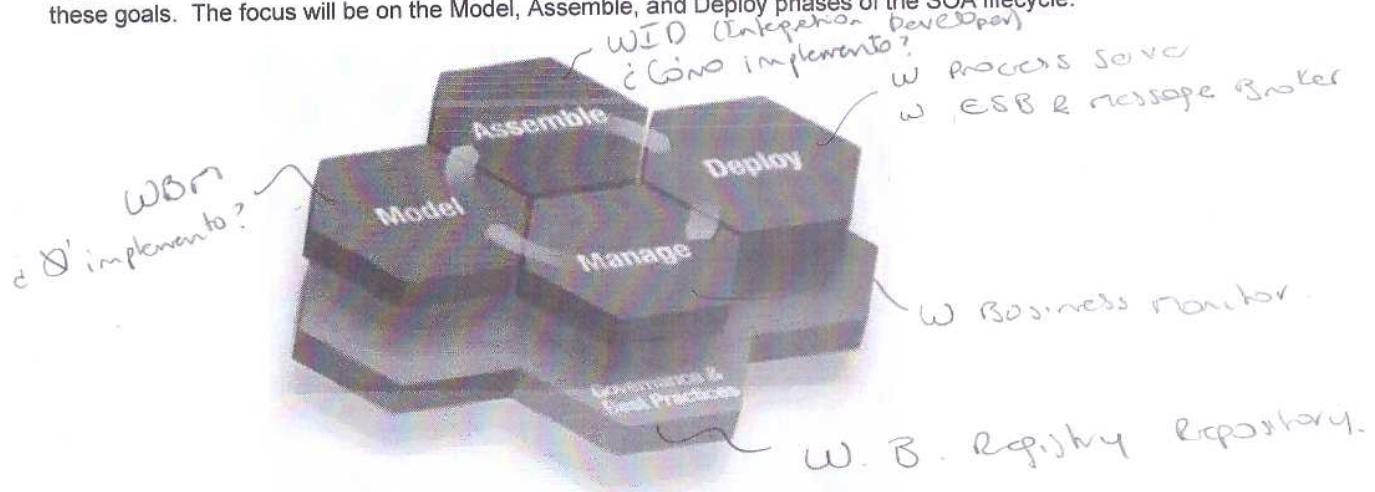 these goals. The focus will be on the Model, Assemble, and Deploy phases of the SOA lifecycle.
WID (Integration Developer)
¿Cómo implemento?
W Process Server
W ESB & Message Broker
Assemble
Deploy
WBM
¿ implemento?
Model
Manage
W Business Monitor
Governance &
Best Practices
W. B. Registry Repository.